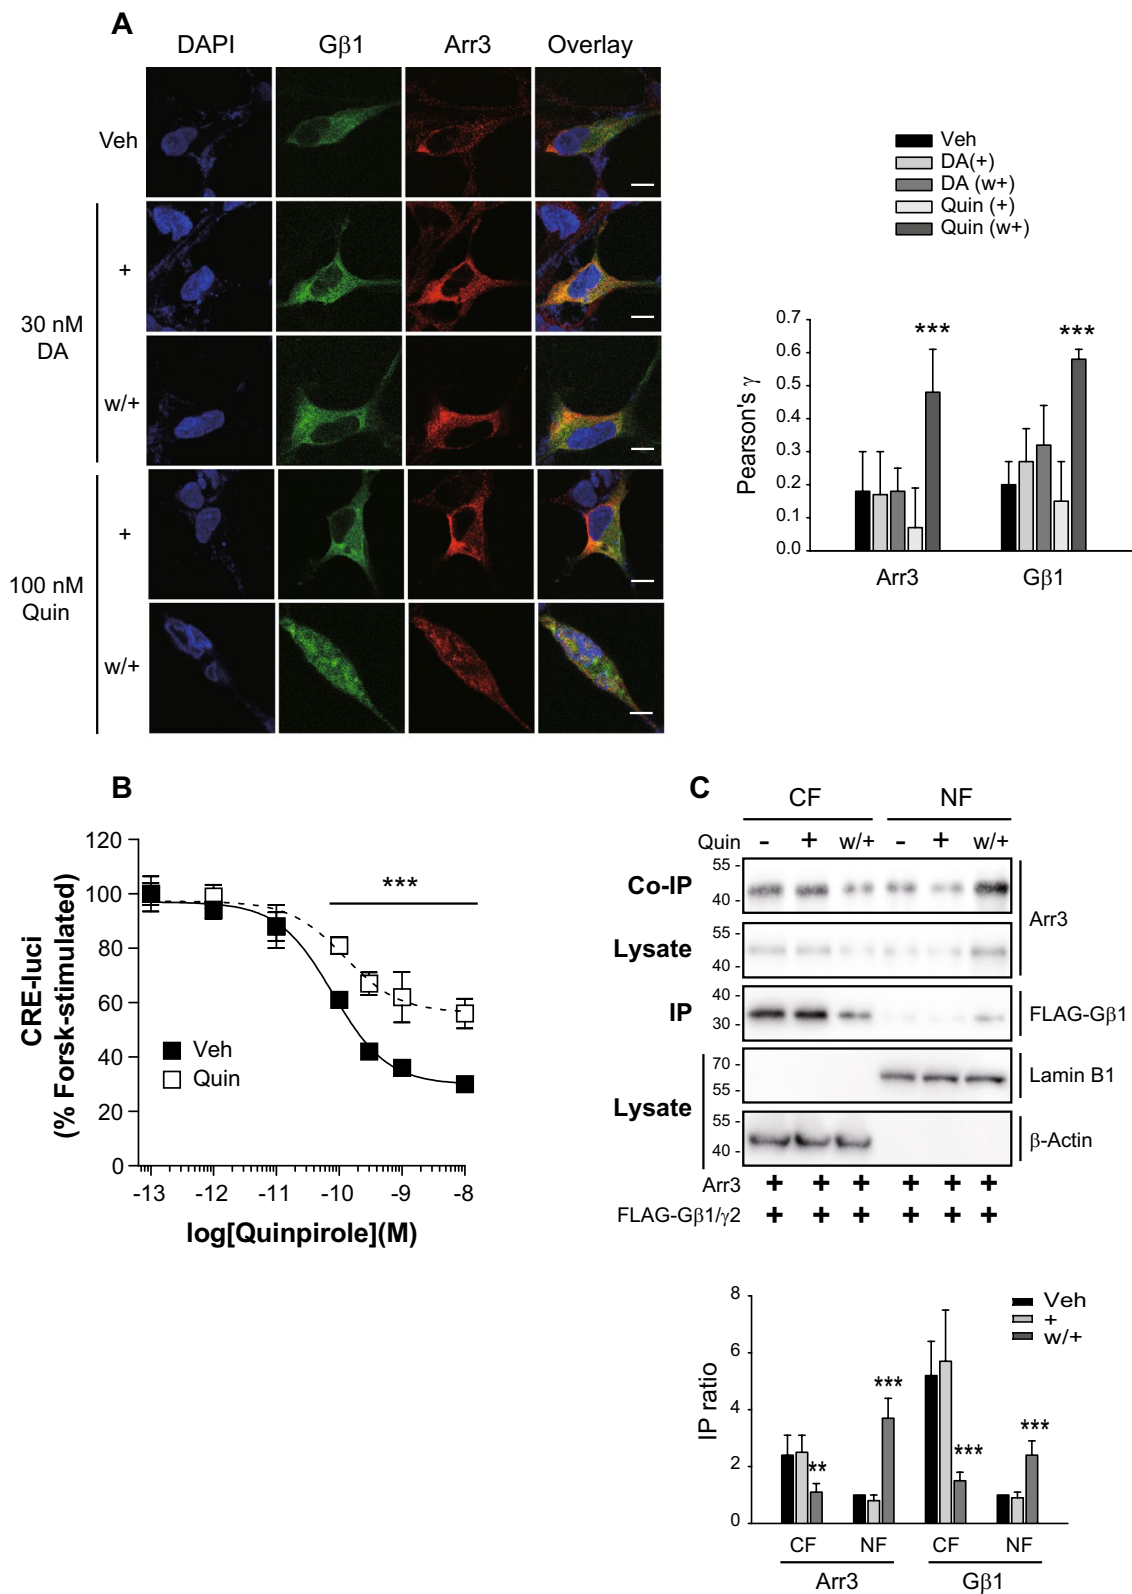 A
DAPI Gβ1 Arr3 Overlay
Veh
+
30 nM
DA
w/+
+
100 nM
Quin
w/+
Veh
DA(+)
DA (w+)
Quin (+)
Quin (w+)
Pearson's γ
0.7
0.6
0.5
0.4
0.3
0.2
0.1
0.0
*** ***
Arr3 Gβ1
B
CRE-luci
(% Forsk-stimulated)
120
100
80
60
40
20
0
***
Veh
Quin
-13 -12 -11 -10 -9 -8
log[Quinpirole](M)
C
CF NF
Quin - + w/+ - + w/+
Co-IP 55 - 40 - Arr3
Lysate 55 - 40 -
IP 40 - 30 - FLAG-Gβ1
Lysate 70 - 55 - Lamin B1
55 - 40 - β-Actin
Arr3 + + + + + +
FLAG-Gβ1/γ2 + + + + + +
IP ratio
8
6
4
2
0
Veh
+
w/+
** *** *** ***
CF NF CF NF
Arr3 Gβ1